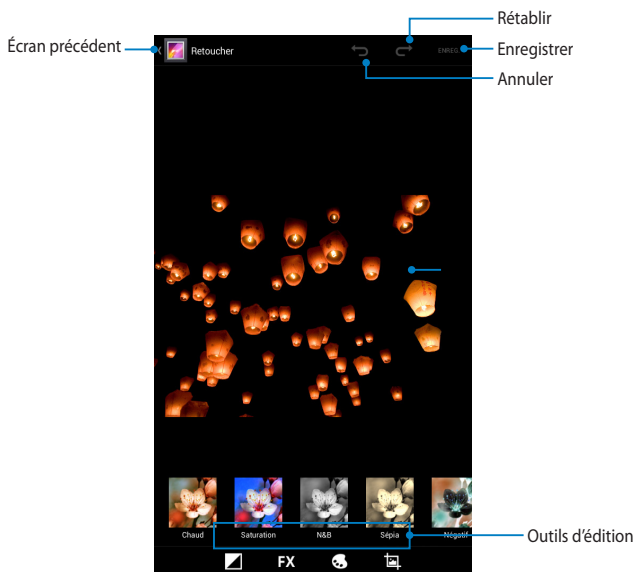 Rétablir
Écran précédent
Retoucher
ENREG.
Enregistrer
Annuler
Chaud
Saturation
N&B
Sépia
Négatif
Outils d'édition
FX